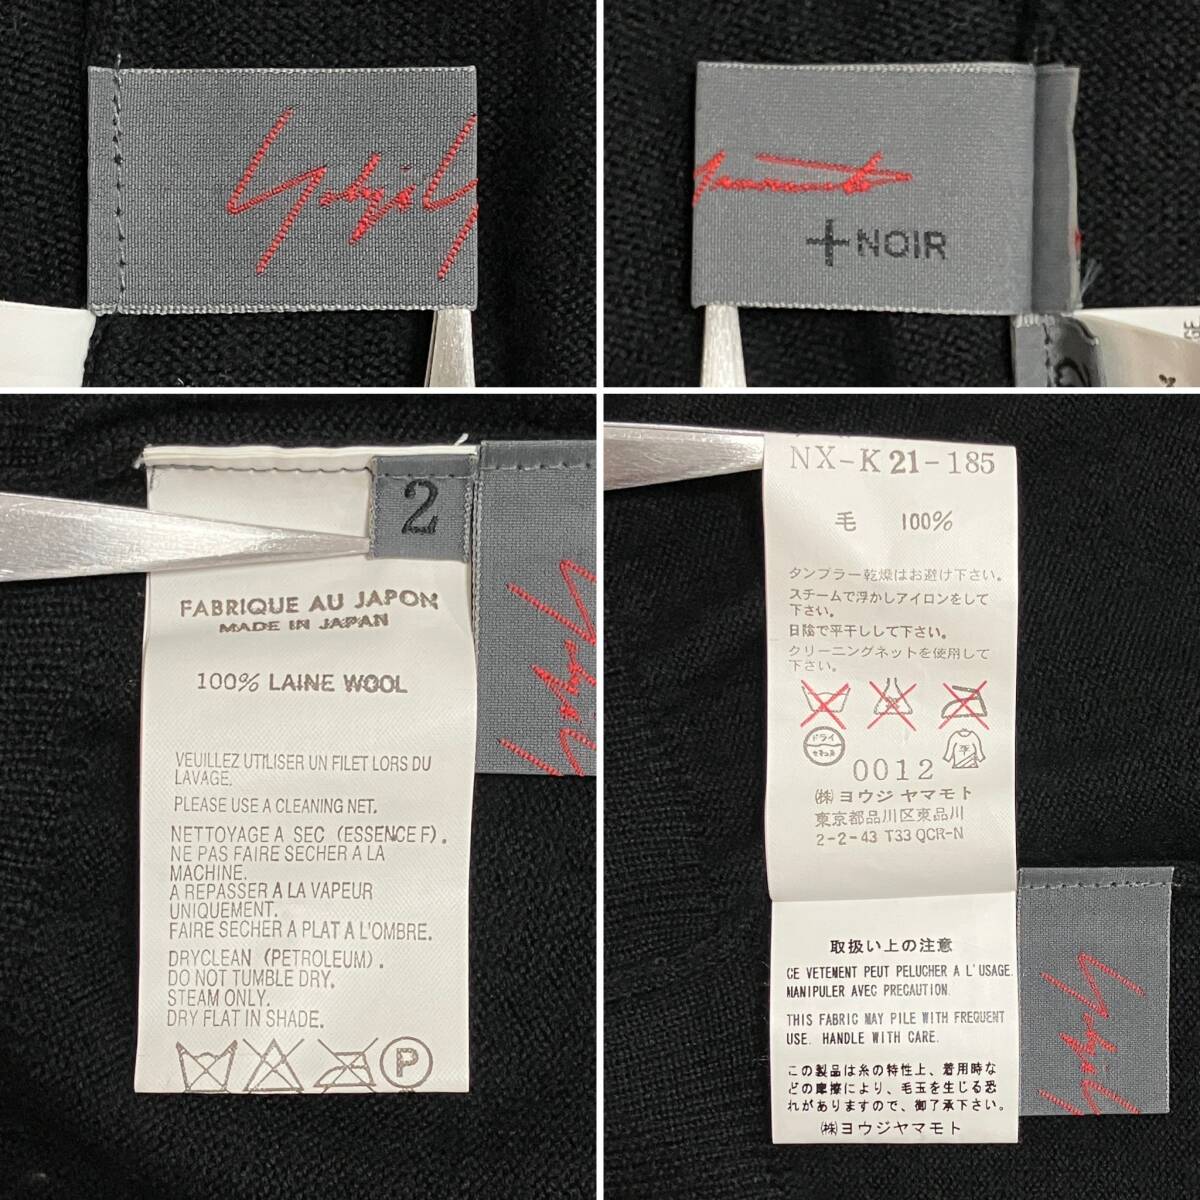 Yohji Y
amamoto
+NOIR
2
FABRIQUE AU JAPON
MADE IN JAPAN
100% LAINE WOOL
VEUILLEZ UTILISER UN FILET LORS DU
LAVAGE.
PLEASE USE A CLEANING NET.
NETTOYAGE A SEC (ESSENCE F).
NE PAS FAIRE SECHER A LA
MACHINE.
A REPASSER A LA VAPEUR
UNIQUEMENT.
FAIRE SECHER A PLAT A L'OMBRE.
DRYCLEAN (PETROLEUM).
DO NOT TUMBLE DRY.
STEAM ONLY.
DRY FLAT IN SHADE.
P
Yohji Y
NX-K21-185
毛 100%
タンブラー乾燥はお避け下さい。
スチームで浮かしアイロンをして
下さい。
日陰で平干しして下さい。
クリーニングネットを使用して
下さい。
ドライ
セキユ系
平
0012
㈱ヨウジヤマモト
東京都品川区東品川
2-2-43 T33 QCR-N
取扱い上の注意
CE VETEMENT PEUT PELUCHER A L'USAGE.
MANIPULER AVEC PRECAUTION.
THIS FABRIC MAY PILE WITH FREQUENT
USE. HANDLE WITH CARE.
この製品は糸の特性上、着用時な
どの摩擦により、毛玉を生じる恐
れがありますので、御了承下さい。
㈱ヨウジヤマモト
Yohji Y